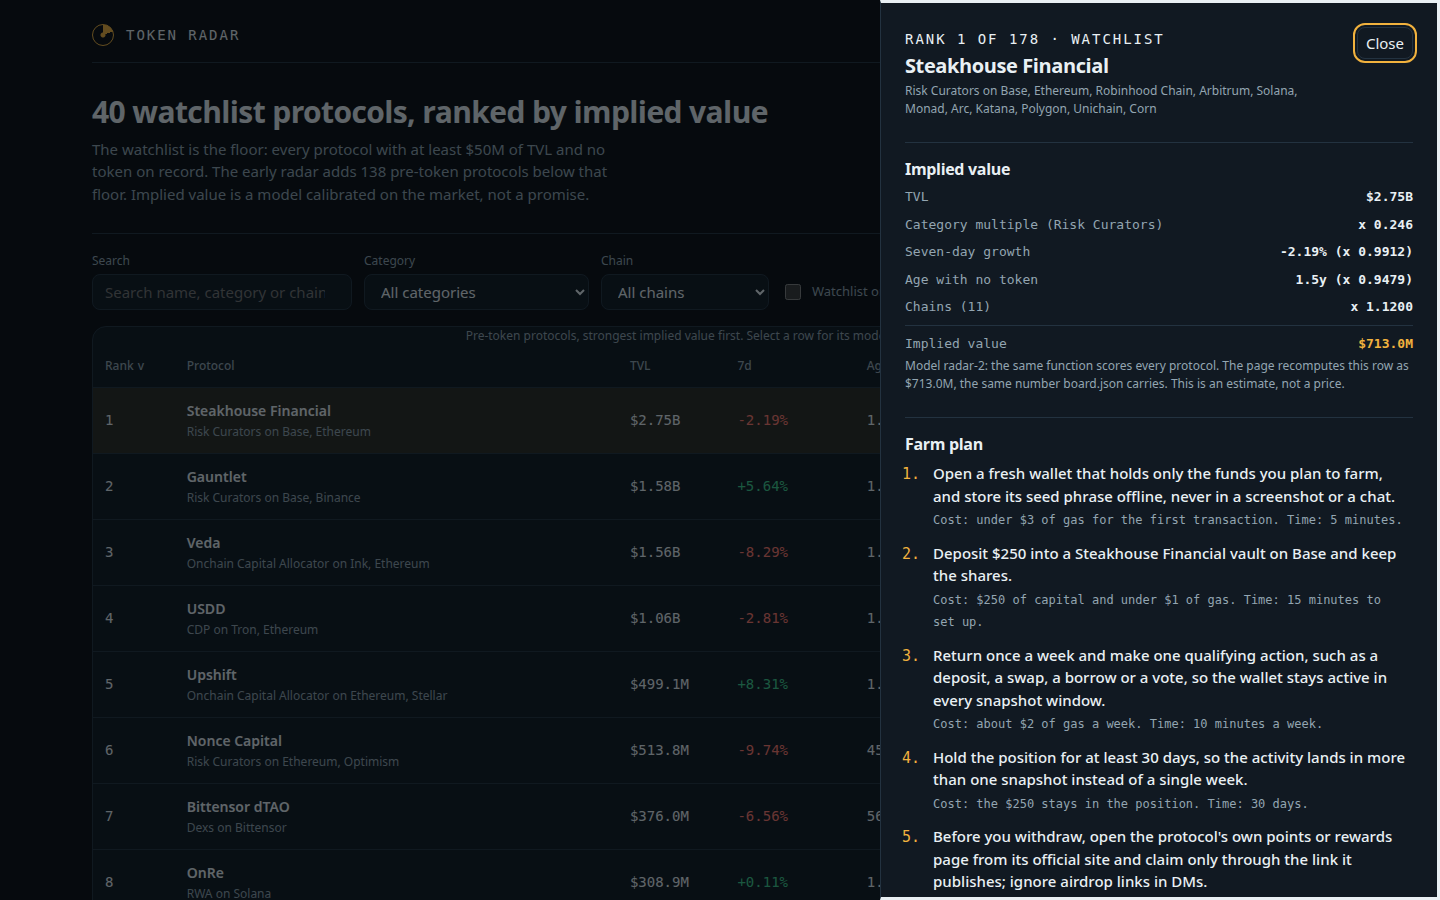 TOKEN RADAR
40 watchlist protocols, ranked by implied value
The watchlist is the floor: every protocol with at least $50M of TVL and no
token on record. The early radar adds 138 pre-token protocols below that
floor. Implied value is a model calibrated on the market, not a promise.
Search
Category
Chain
Search name, category or chain
All categories
All chains
Watchlist o
Pre-token protocols, strongest implied value first. Select a row for its mod
Rank v
Protocol
TVL
7d
Ag
1
Steakhouse Financial
Risk Curators on Base, Ethereum
$2.75B
-2.19%
1.
2
Gauntlet
Risk Curators on Base, Binance
$1.58B
+5.64%
1.
3
Veda
Onchain Capital Allocator on Ink, Ethereum
$1.56B
-8.29%
1.
4
USDD
CDP on Tron, Ethereum
$1.06B
-2.81%
1.
5
Upshift
Onchain Capital Allocator on Ethereum, Stellar
$499.1M
+8.31%
1.
6
Nonce Capital
Risk Curators on Ethereum, Optimism
$513.8M
-9.74%
45
7
Bittensor dTAO
Dexs on Bittensor
$376.0M
-6.56%
56
8
OnRe
RWA on Solana
$308.9M
+0.11%
1.
RANK 1 OF 178 · WATCHLIST
Close
Steakhouse Financial
Risk Curators on Base, Ethereum, Robinhood Chain, Arbitrum, Solana,
Monad, Arc, Katana, Polygon, Unichain, Corn
Implied value
TVL $2.75B
Category multiple (Risk Curators) x 0.246
Seven-day growth -2.19% (x 0.9912)
Age with no token 1.5y (x 0.9479)
Chains (11) x 1.1200
Implied value $713.0M
Model radar-2: the same function scores every protocol. The page recomputes this row as
$713.0M, the same number board.json carries. This is an estimate, not a price.
Farm plan
1. Open a fresh wallet that holds only the funds you plan to farm,
and store its seed phrase offline, never in a screenshot or a chat.
Cost: under $3 of gas for the first transaction. Time: 5 minutes.
2. Deposit $250 into a Steakhouse Financial vault on Base and keep
the shares.
Cost: $250 of capital and under $1 of gas. Time: 15 minutes to
set up.
3. Return once a week and make one qualifying action, such as a
deposit, a swap, a borrow or a vote, so the wallet stays active in
every snapshot window.
Cost: about $2 of gas a week. Time: 10 minutes a week.
4. Hold the position for at least 30 days, so the activity lands in more
than one snapshot instead of a single week.
Cost: the $250 stays in the position. Time: 30 days.
5. Before you withdraw, open the protocol's own points or rewards
page from its official site and claim only through the link it
publishes; ignore airdrop links in DMs.